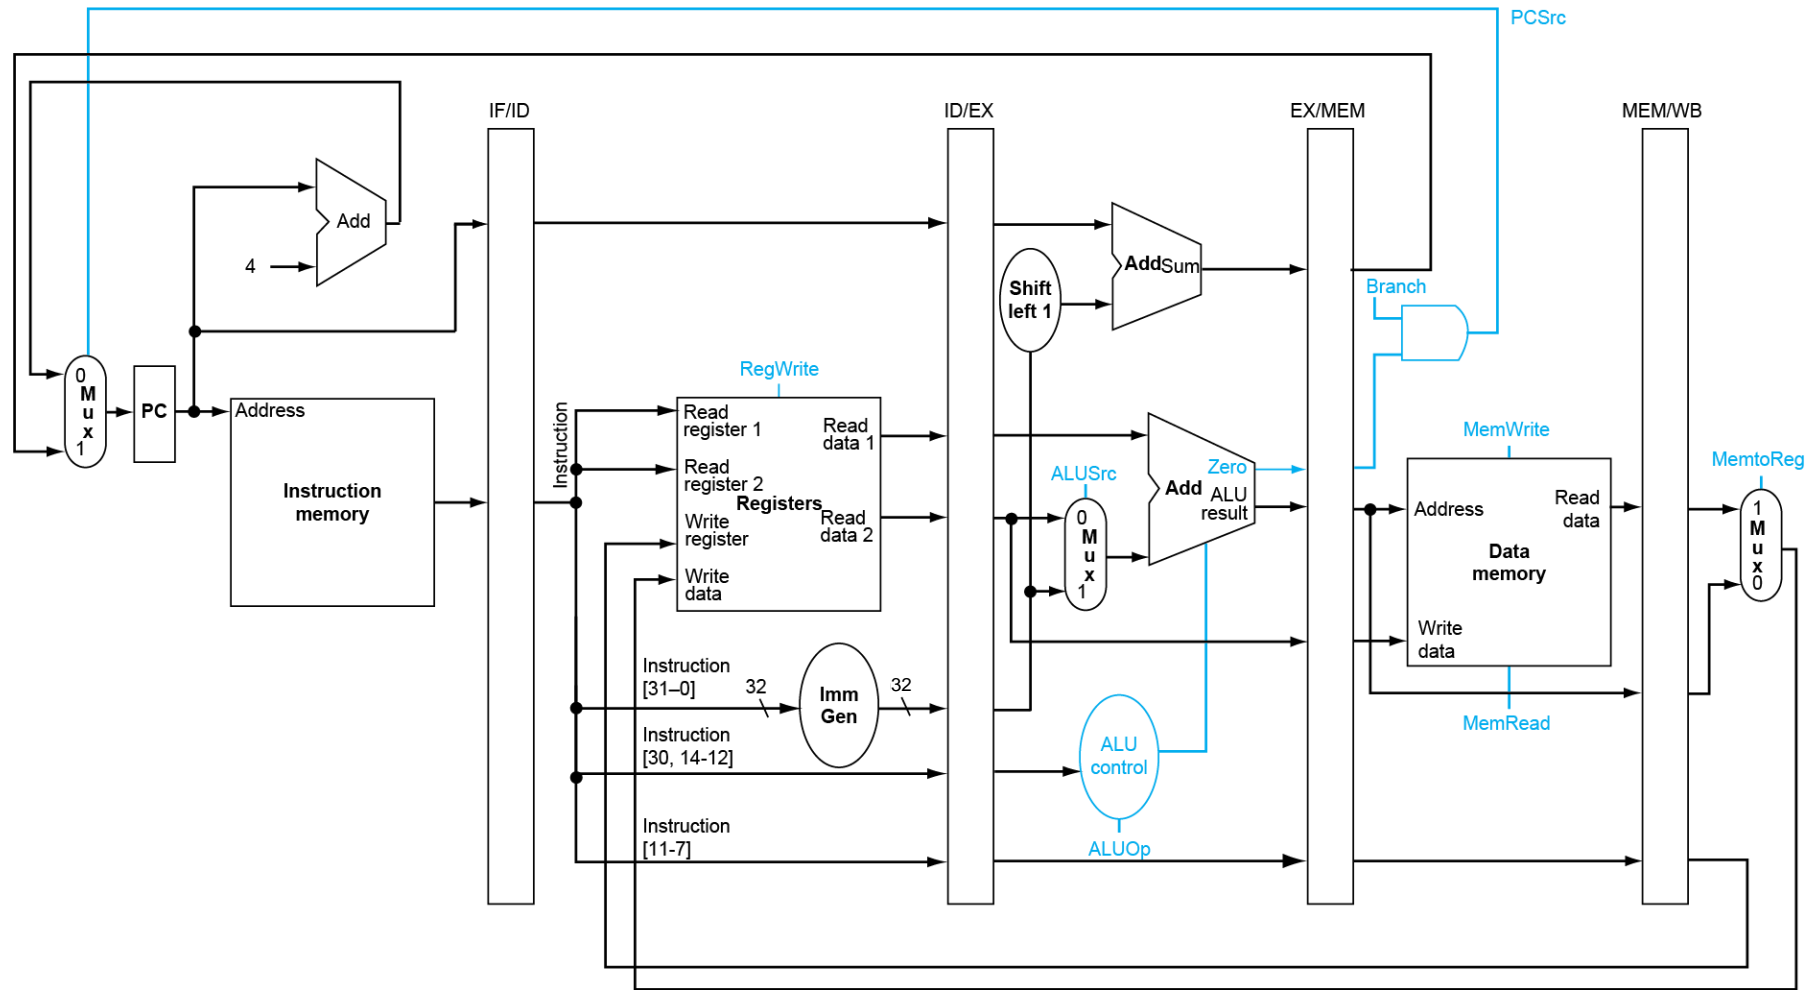 PCSrc
IF/ID
ID/EX
EX/MEM
MEM/WB
Add
4
Add Sum
Shift
left 1
Branch
0
M
u
x
1
PC
Address
Instruction
memory
Instruction
RegWrite
Read
register 1
Read
register 2
Write
register
Write
data
Registers
Read
data 1
Read
data 2
ALUSrc
0
M
u
x
1
Add
Zero
ALU
result
MemWrite
Address
Read
data
Data
memory
Write
data
MemRead
MemtoReg
1
M
u
x
0
Instruction
[31–0]
32
Imm
Gen
32
Instruction
[30, 14-12]
ALU
control
Instruction
[11-7]
ALUOp